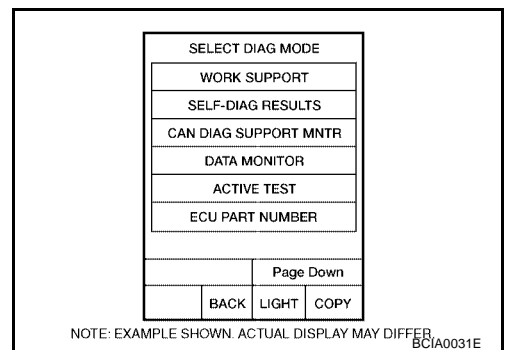 SELECT DIAG MODE
WORK SUPPORT
SELF-DIAG RESULTS
CAN DIAG SUPPORT MNTR
DATA MONITOR
ACTIVE TEST
ECU PART NUMBER
Page Down
BACK LIGHT COPY
NOTE: EXAMPLE SHOWN. ACTUAL DISPLAY MAY DIFFER
BCIA0031E